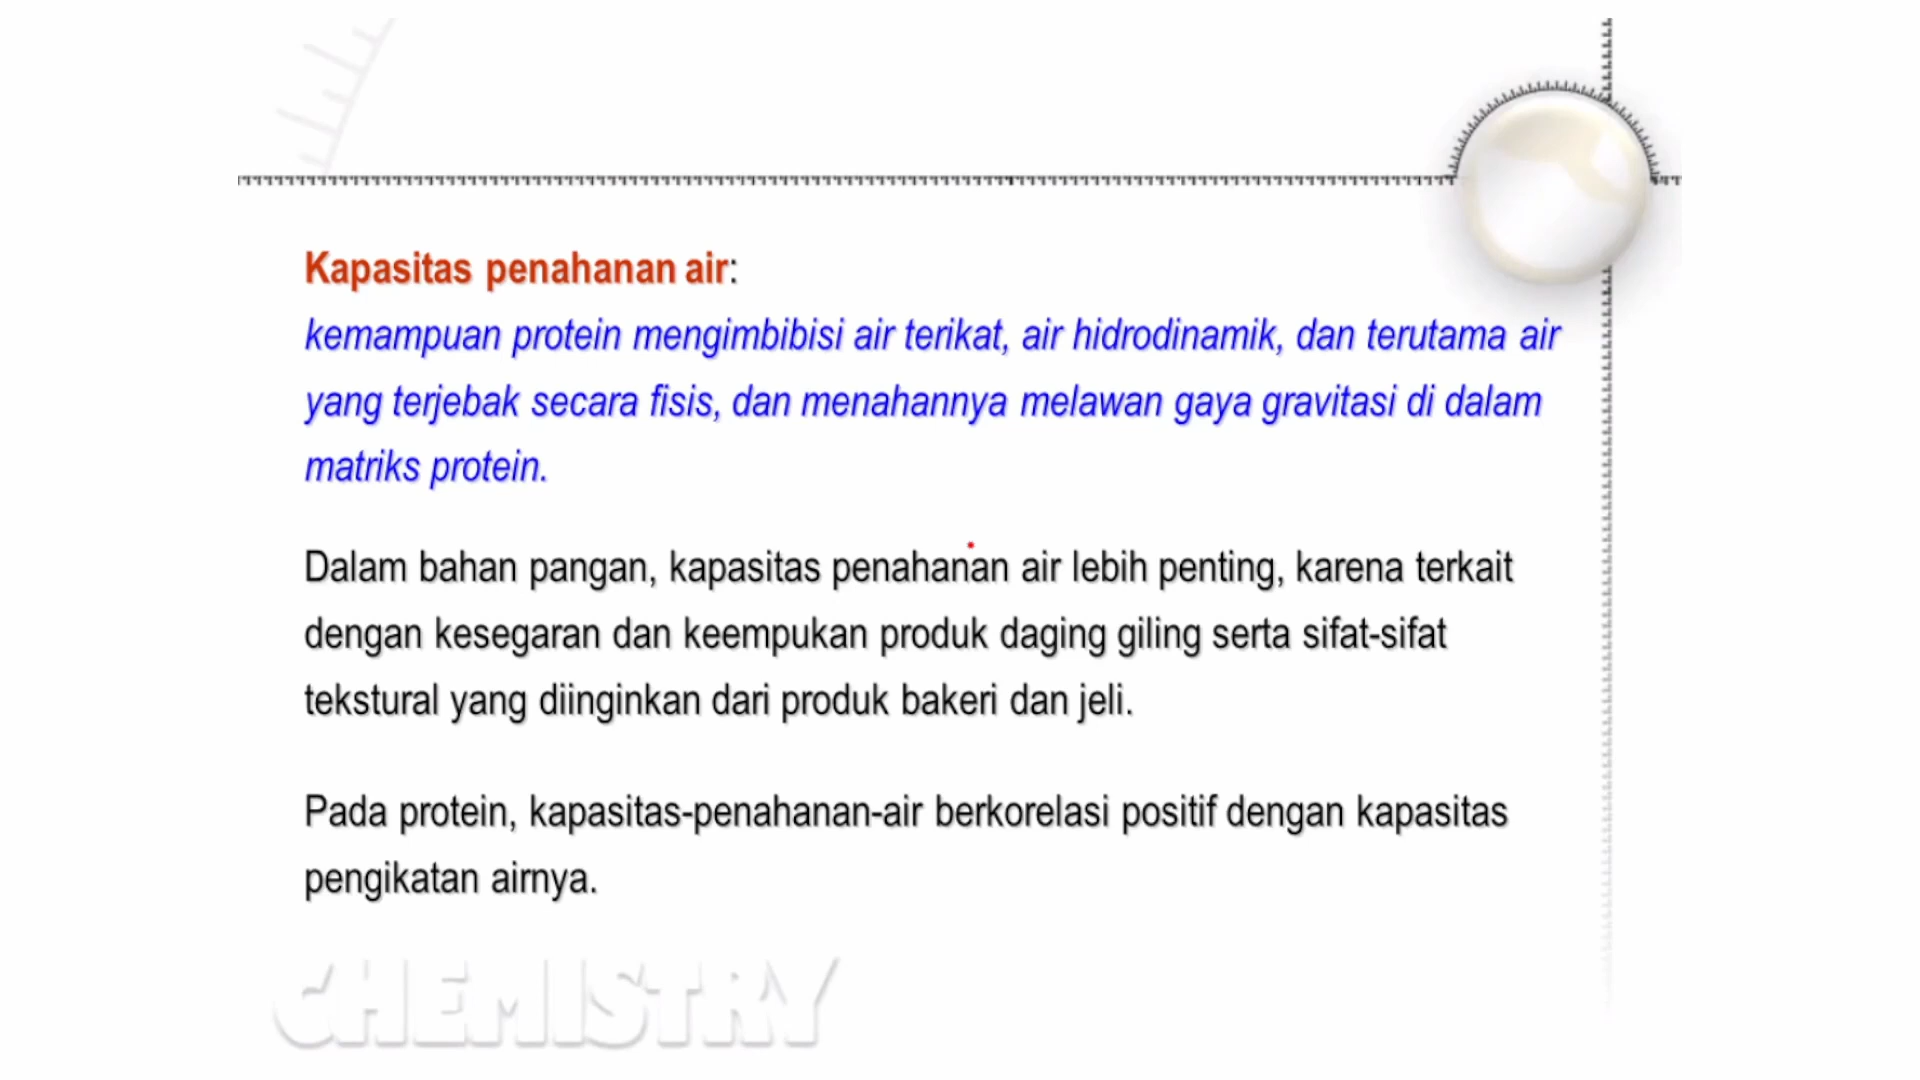 Kapasitas penahanan air:
kemampuan protein mengimbibisi air terikat, air hidrodinamik, dan terutama air
yang terjebak secara fisis, dan menahannya melawan gaya gravitasi di dalam
matriks protein.
Dalam bahan pangan, kapasitas penahanan air lebih penting, karena terkait
dengan kesegaran dan keempukan produk daging giling serta sifat-sifat
tekstural yang diinginkan dari produk bakeri dan jeli.
Pada protein, kapasitas-penahanan-air berkorelasi positif dengan kapasitas
pengikatan airnya.
CHEMISTRY